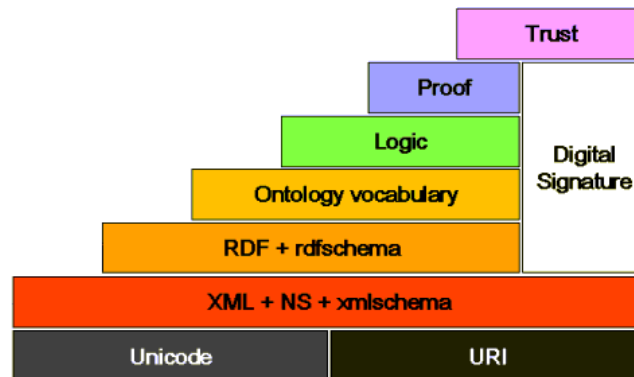 Trust
Proof
Logic
Digital
Signature
Ontology vocabulary
RDF + rdfschema
XML + NS + xmlschema
Unicode
URI